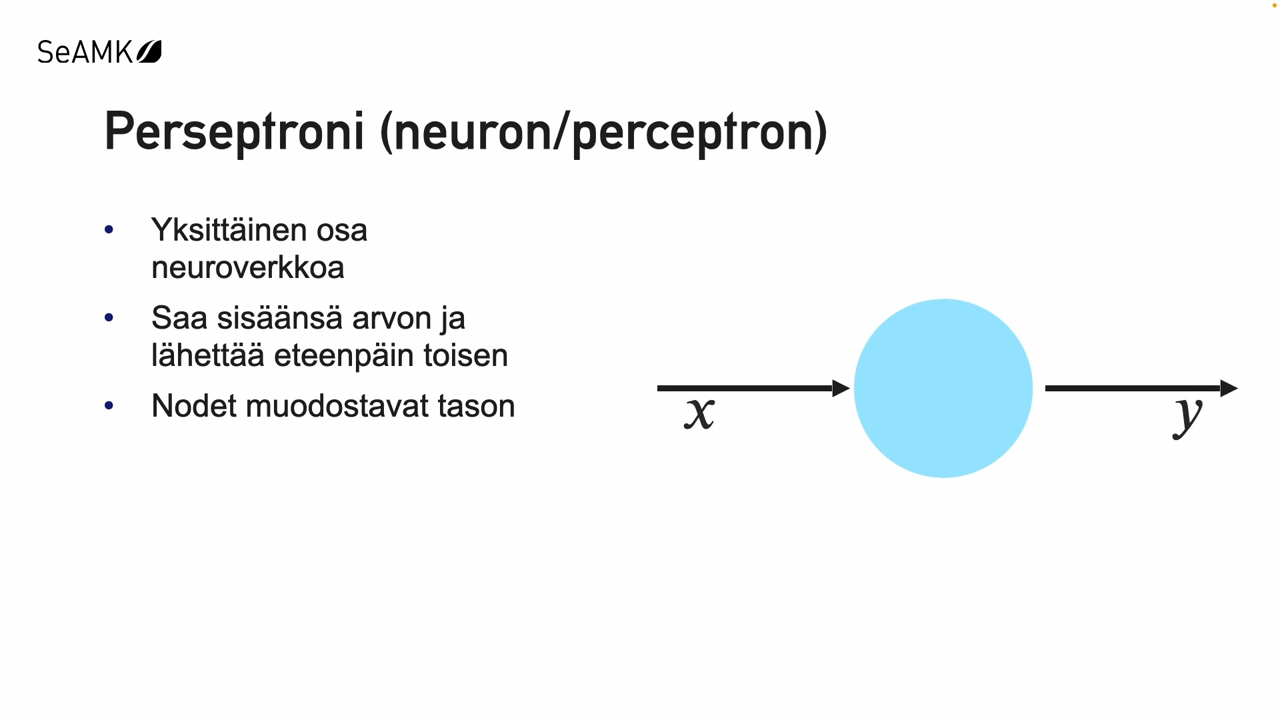 SeAMK
Perseptroni (neuron/perceptron)
• Yksittäinen osa
neuroverkkoa
• Saa sisäänsä arvon ja
lähettää eteenpäin toisen
• Nodet muodostavat tason
x
y